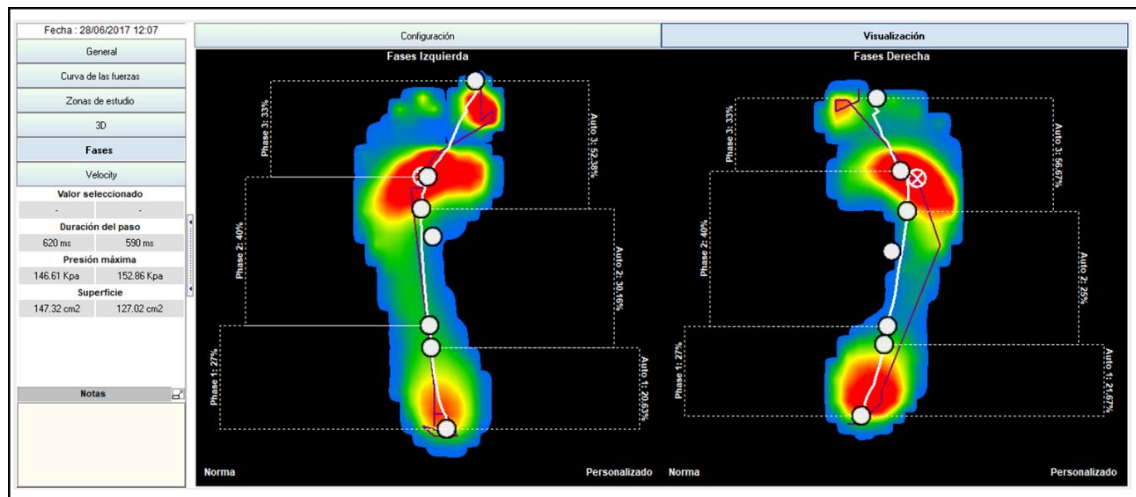 Fecha : 28/06/2017 12:07
General
Curva de las fuerzas
Zonas de estudio
3D
Fases
Velocity
Valor seleccionado
- -
Duración del paso
620 ms 590 ms
Presión máxima
146.61 Kpa 152.86 Kpa
Superficie
147.32 cm2 127.02 cm2
Notas
Configuración
Visualización
Fases Izquierda
Phase 3: 33%
Auto 3: 52.38%
Phase 2: 40%
Auto 2: 30.16%
Phase 1: 27%
Auto 1: 20.63%
Norma
Personalizado
Fases Derecha
Phase 3: 33%
Auto 3: 56.67%
Phase 2: 40%
Auto 2: 25%
Phase 1: 27%
Auto 1: 21.67%
Norma
Personalizado